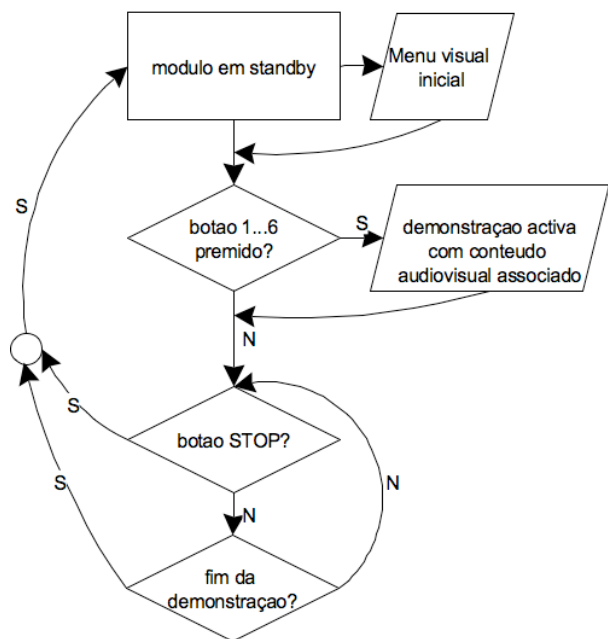 modulo em standby
Menu visual
inicial
S
botao 1...6
premido?
S
demonstraçao activa
com conteudo
audiovisual associado
N
S
botao STOP?
N
S
N
fim da
demonstraçao?